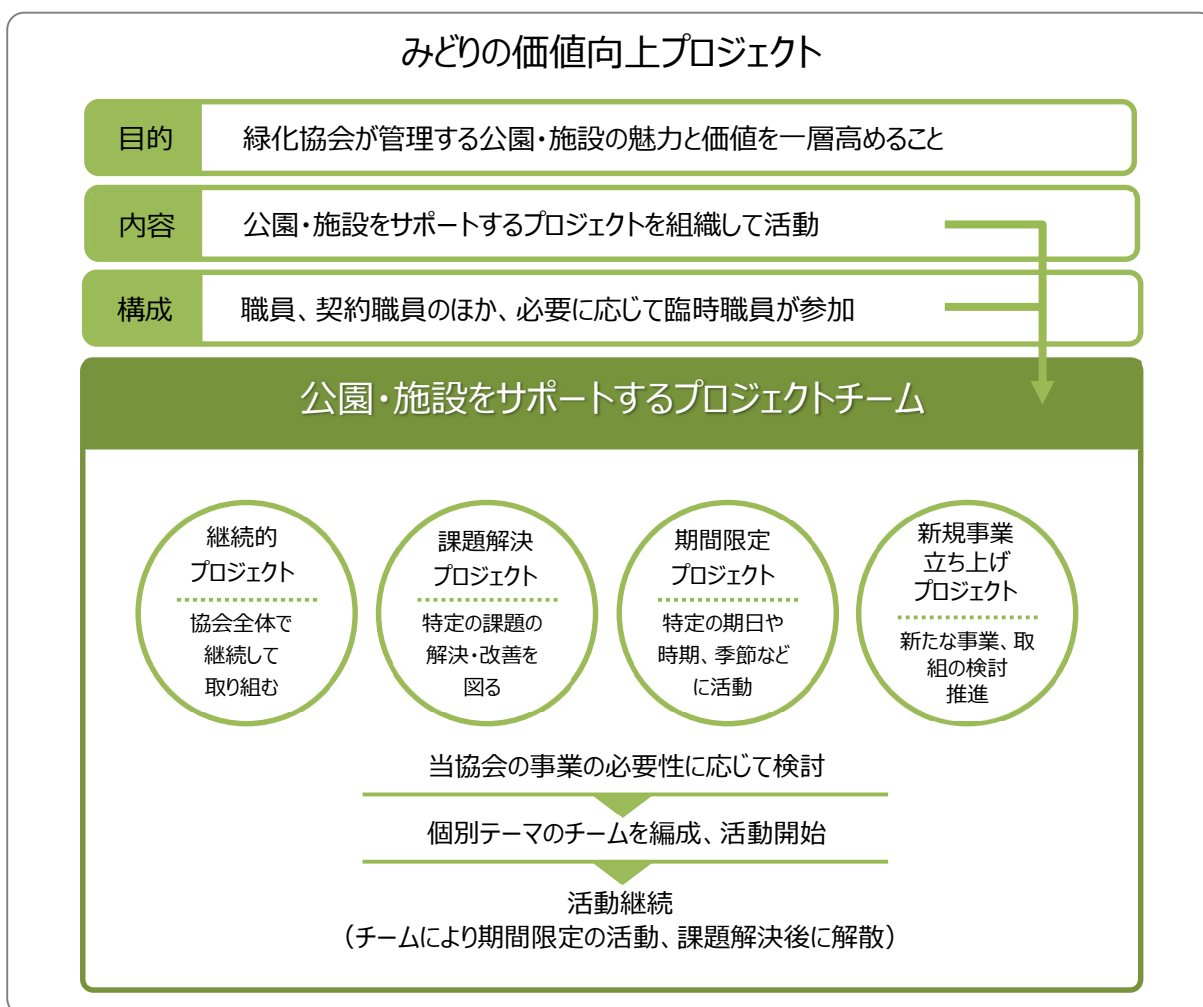 みどりの価値向上プロジェクト
目的
緑化協会が管理する公園・施設の魅力と価値を一層高めること
内容
公園・施設をサポートするプロジェクトを組織して活動
構成
職員、契約職員のほか、必要に応じて臨時職員が参加
公園・施設をサポートするプロジェクトチーム
継続的
プロジェクト
協会全体で
継続して
取り組む
課題解決
プロジェクト
特定の課題の
解決・改善を
図る
期間限定
プロジェクト
特定の期日や
時期、季節など
に活動
新規事業
立ち上げ
プロジェクト
新たな事業、取
組の検討
推進
当協会の事業の必要性に応じて検討
個別テーマのチームを編成、活動開始
活動継続
（チームにより期間限定の活動、課題解決後に解散）